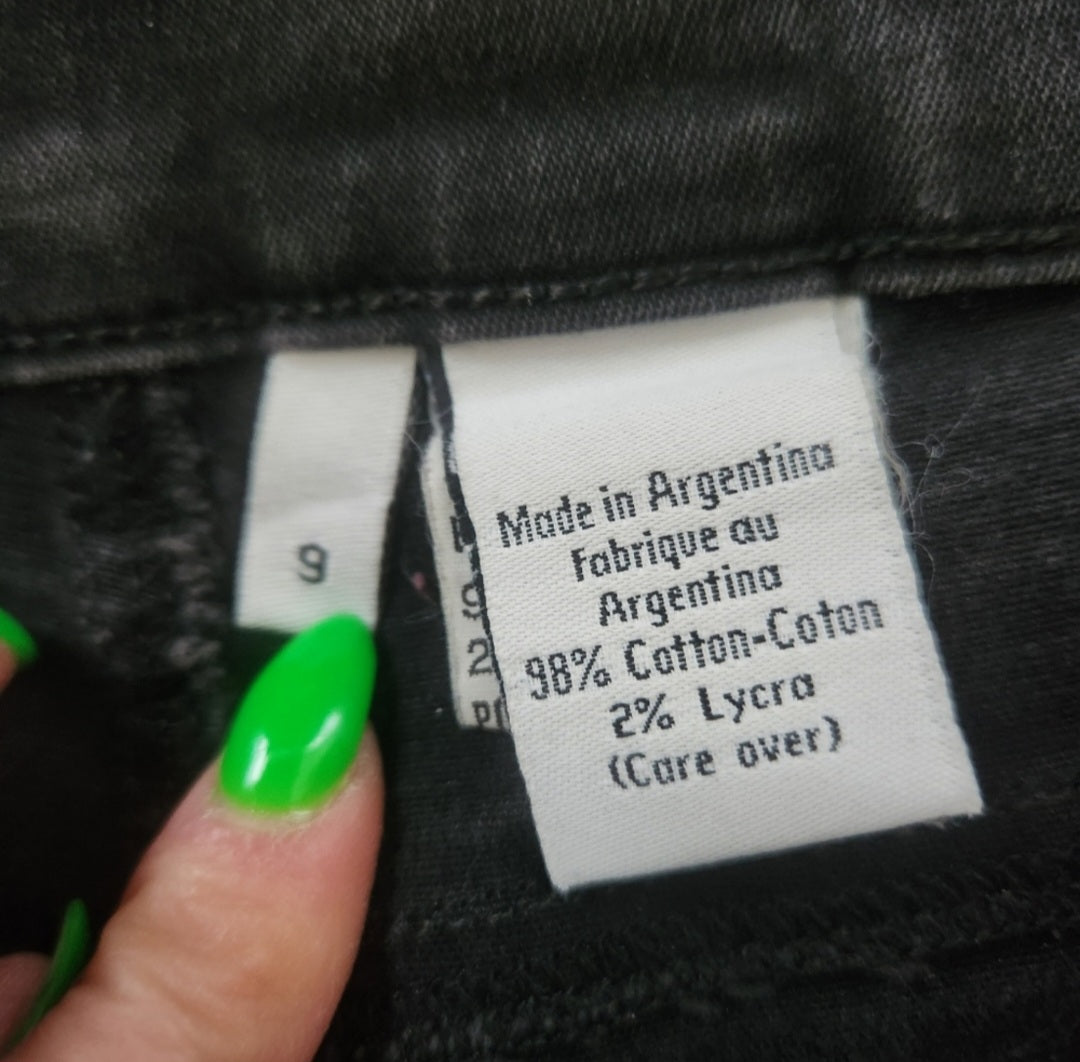 9
Made in Argentina
Fabrique au
Argentina
98% Cotton-Coton
2% Lycra
(Care over)